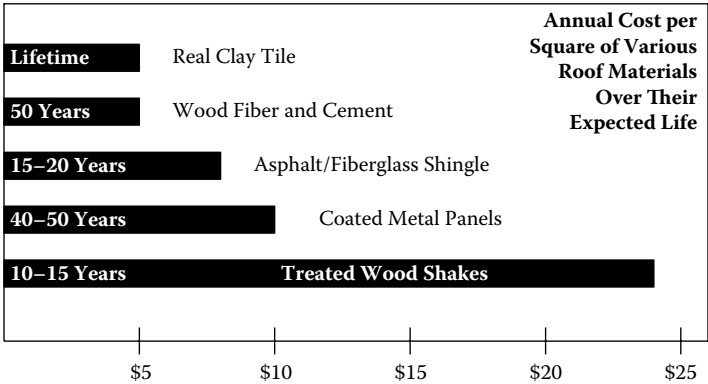 Annual Cost per
Square of Various
Roof Materials
Over Their
Expected Life
Lifetime Real Clay Tile
50 Years Wood Fiber and Cement
15–20 Years Asphalt/Fiberglass Shingle
40–50 Years Coated Metal Panels
10–15 Years Treated Wood Shakes
$5 $10 $15 $20 $25